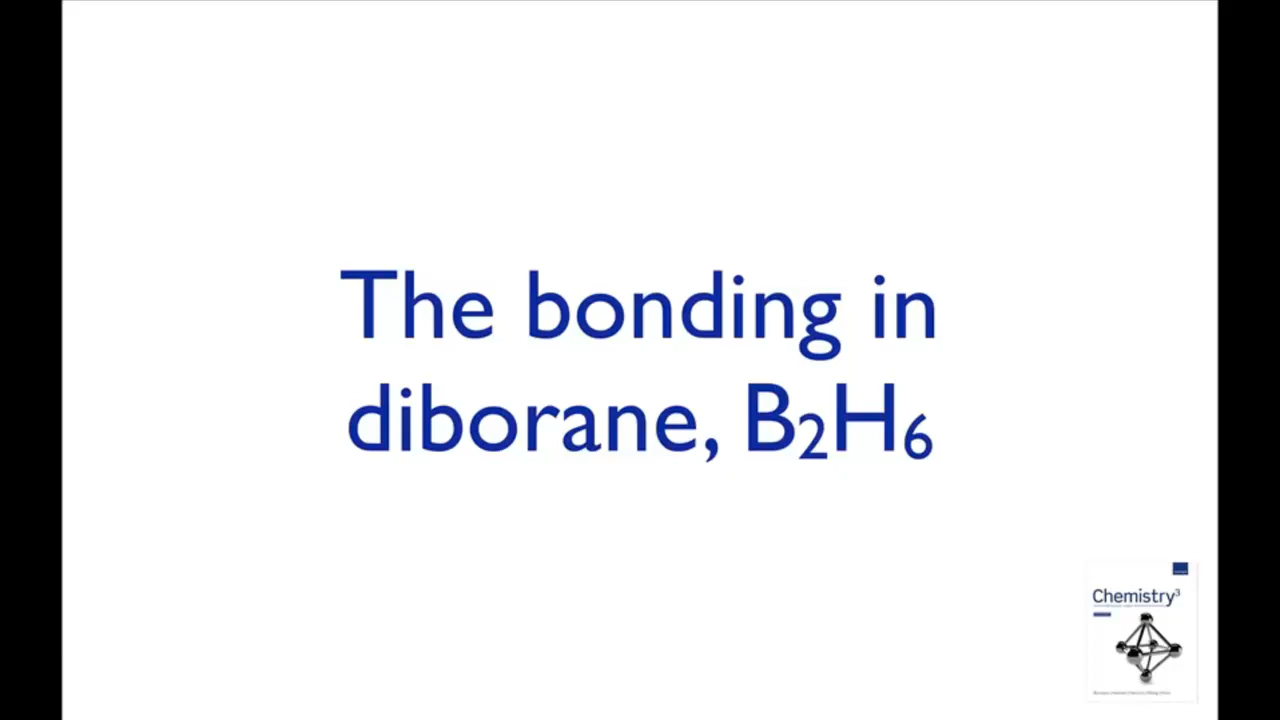 The bonding in
diborane, B₂H₆
Chemistry³